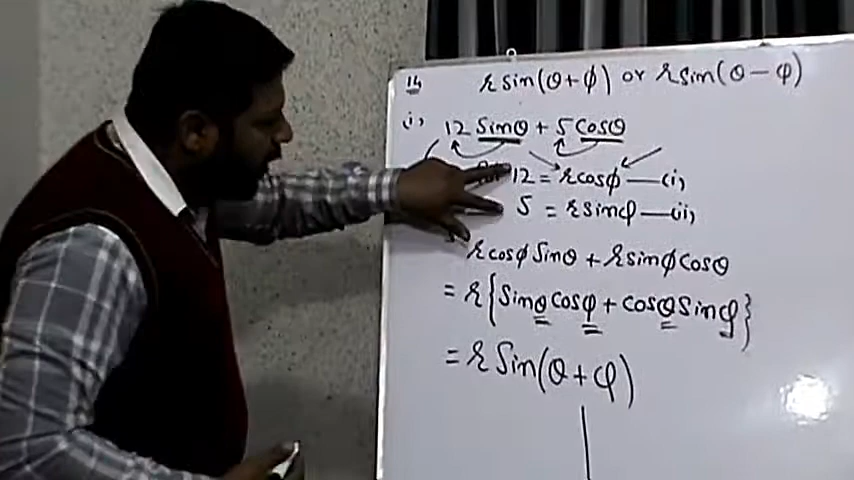 14 r sin(θ+ϕ) or r sin(θ-φ)
(i) 12 Sinθ + 5 Cosθ
12 = r cosϕ —(i)
5 = r sinφ —(ii)
r cosϕ Sinθ + r sinϕ Cosθ
= r{Sinθ Cosφ + cosθ Sinφ}
= r Sin(θ+φ)